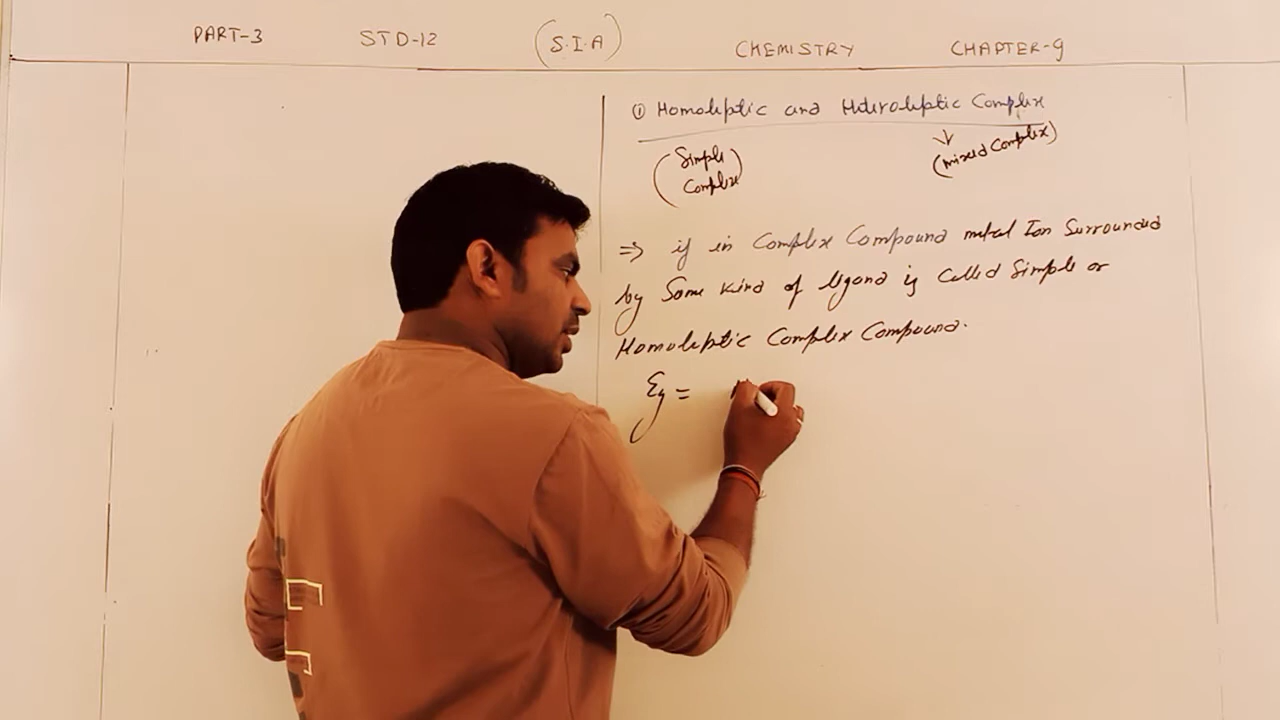 PART-3 STD-12 (S.I.A) CHEMISTRY CHAPTER-9
① Homoleptic and Heteroleptic Complex
(Simple Complex)
(mixed Complex)
⇒ if in Complex Compound metal Ion Surrounded
by Same kind of ligand is Called Simple or
Homoleptic Complex Compound.
Eg =